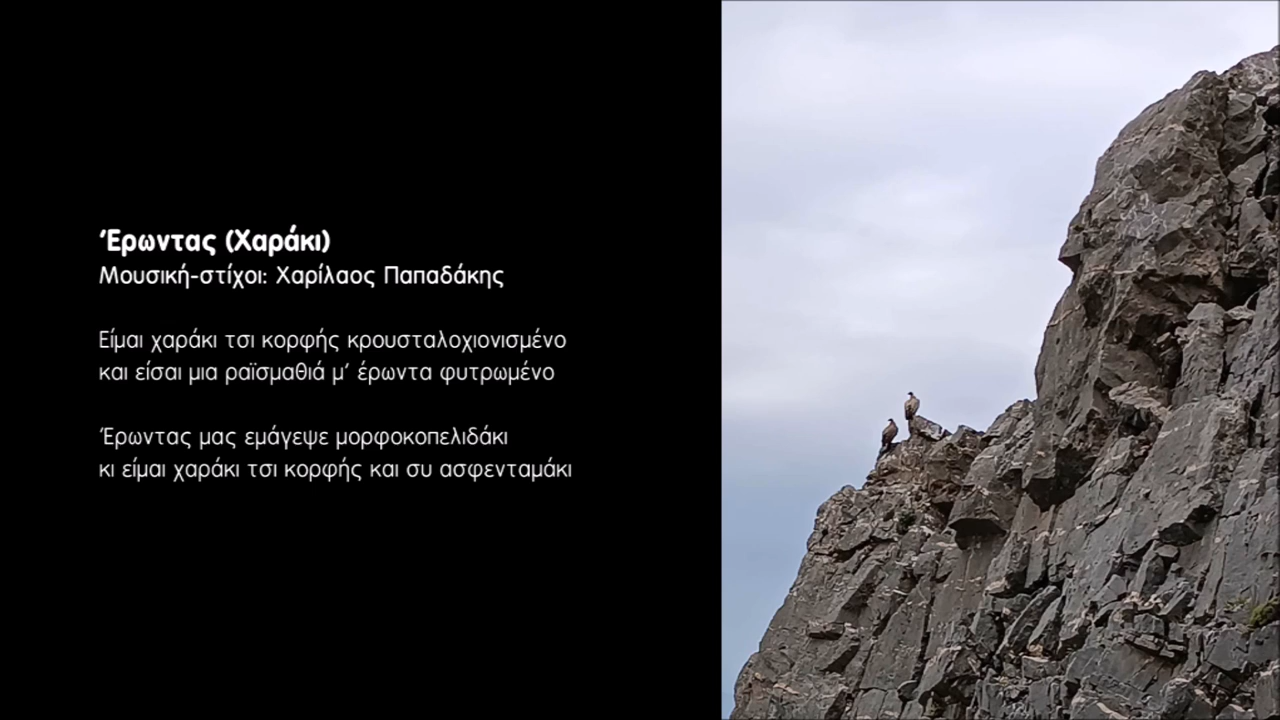 Έρωντας (Χαράκι)
Μουσική-στίχοι: Χαρίλαος Παπαδάκης
Είμαι χαράκι τσι κορφής κρουσταλοχιονισμένο
και είσαι μια ραϊσμαθιά μ’ έρωντα φυτρωμένο
Έρωντας μας εμάγεψε μορφοκοπελιδάκι
κι είμαι χαράκι τσι κορφής και συ ασφενταμάκι